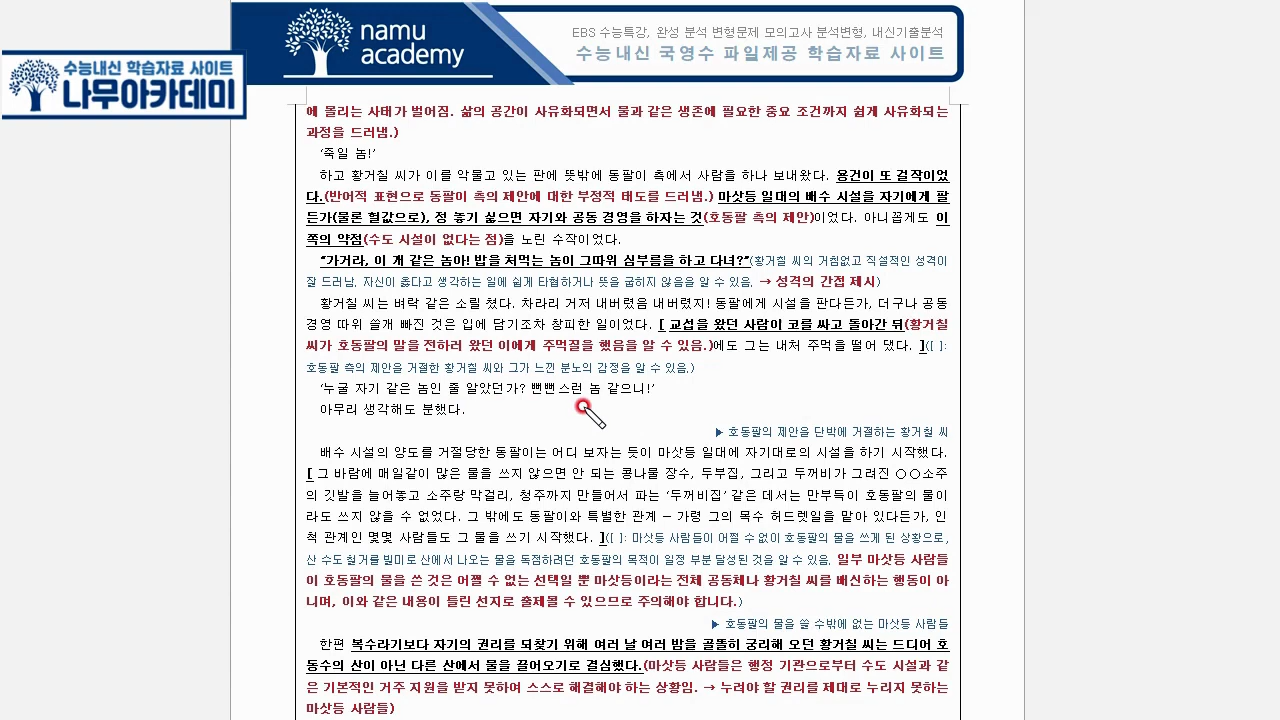 namu
academy
EBS 수능특강, 완성 분석 변형문제 모의고사 분석변형, 내신기출분석
수능내신 국영수 파일제공 학습자료 사이트
수능내신 학습자료 사이트
나무아카데미
에 몰리는 사태가 벌어짐. 삶의 공간이 사유화되면서 물과 같은 생존에 필요한 중요 조건까지 쉽게 사유화되는
과정을 드러냄.)
‘죽일 놈!’
하고 황거칠 씨가 이를 악물고 있는 판에 뜻밖에 동팔이 측에서 사람을 하나 보내왔다. 용건이 또 걸작이었
다.(반어적 표현으로 동팔이 측의 제안에 대한 부정적 태도를 드러냄.) 마삿등 일대의 배수 시설을 자기에게 팔
든가(물론 헐값으로), 정 놓기 싫으면 자기와 공동 경영을 하자는 것(호동팔 측의 제안)이었다. 아니꼽게도 이
쪽의 약점(수도 시설이 없다는 점)을 노린 수작이었다.
“가거라, 이 개 같은 놈아! 밥을 처먹는 놈이 그따위 심부름을 하고 다녀?”(황거칠 씨의 거침없고 직설적인 성격이
잘 드러남. 자신이 옳다고 생각하는 일에 쉽게 타협하거나 뜻을 굽히지 않음을 알 수 있음. → 성격의 간접 제시)
황거칠 씨는 벼락 같은 소릴 쳤다. 차라리 거저 내버렸음 내버렸지! 동팔에게 시설을 판다든가, 더구나 공동
경영 따위 쓸개 빠진 것은 입에 담기조차 창피한 일이었다. [ 교섭을 왔던 사람이 코를 싸고 돌아간 뒤(황거칠
씨가 호동팔의 말을 전하러 왔던 이에게 주먹질을 했음을 알 수 있음.)에도 그는 내처 주먹을 떨어 댔다. ]([ ]:
호동팔 측의 제안을 거절한 황거칠 씨와 그가 느낀 분노의 감정을 알 수 있음.)
‘누굴 자기 같은 놈인 줄 알았던가? 뻔뻔스런 놈 같으니!’
아무리 생각해도 분했다.
▶ 호동팔의 제안을 단박에 거절하는 황거칠 씨
배수 시설의 양도를 거절당한 동팔이는 어디 보자는 듯이 마삿등 일대에 자기대로의 시설을 하기 시작했다.
[ 그 바람에 매일같이 많은 물을 쓰지 않으면 안 되는 콩나물 장수, 두부집, 그리고 두꺼비가 그려진 ○○소주
의 깃발을 늘어놓고 소주랑 막걸리, 청주까지 만들어서 파는 ‘두꺼비집’ 같은 데서는 만부득이 호동팔의 물이
라도 쓰지 않을 수 없었다. 그 밖에도 동팔이와 특별한 관계 – 가령 그의 목수 허드렛일을 맡아 있다든가, 인
척 관계인 몇몇 사람들도 그 물을 쓰기 시작했다. ]([ ]: 마삿등 사람들이 어쩔 수 없이 호동팔의 물을 쓰게 된 상황으로,
산 수도 철거를 빌미로 산에서 나오는 물을 독점하려던 호동팔의 목적이 일정 부분 달성된 것을 알 수 있음. 일부 마삿등 사람들
이 호동팔의 물을 쓴 것은 어쩔 수 없는 선택일 뿐 마삿등이라는 전체 공동체나 황거칠 씨를 배신하는 행동이 아
니며, 이와 같은 내용이 틀린 선지로 출제될 수 있으므로 주의해야 합니다.)
▶ 호동팔의 물을 쓸 수밖에 없는 마삿등 사람들
한편 복수라기보다 자기의 권리를 되찾기 위해 여러 날 여러 밤을 골똘히 궁리해 오던 황거칠 씨는 드디어 호
동수의 산이 아닌 다른 산에서 물을 끌어오기로 결심했다.(마삿등 사람들은 행정 기관으로부터 수도 시설과 같
은 기본적인 거주 지원을 받지 못하여 스스로 해결해야 하는 상황임. → 누려야 할 권리를 제대로 누리지 못하는
마삿등 사람들)